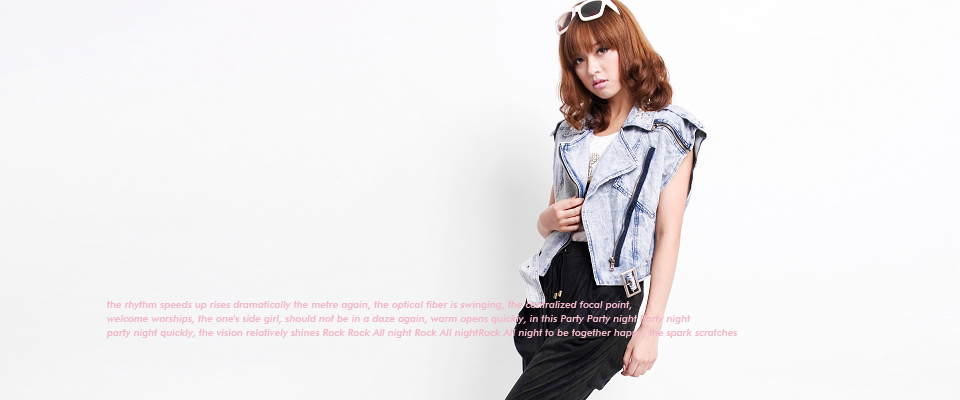 the rhythm speeds up rises dramatically the metre again, the optical fiber is swinging, the centralized focal point,
welcome worships, the one's side girl, should not be in a daze again, warm opens quickly, in this Party Party night Party night
party night quickly, the vision relatively shines Rock Rock All night Rock All nightRock All night to be together happy, the spark scratches